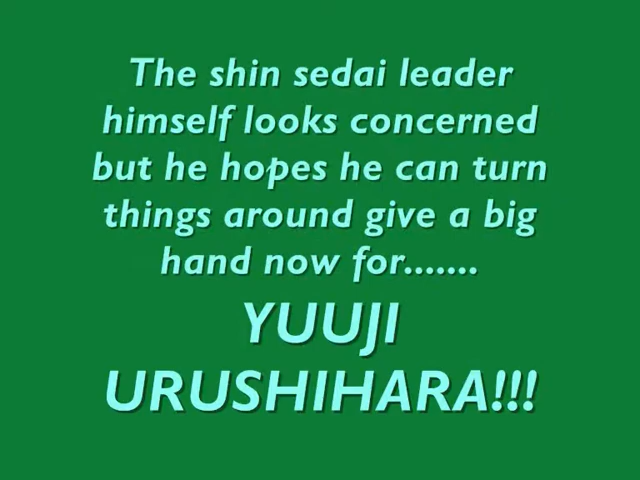 The shin sedai leader
himself looks concerned
but he hopes he can turn
things around give a big
hand now for.......
YUUJI
URUSHIHARA!!!